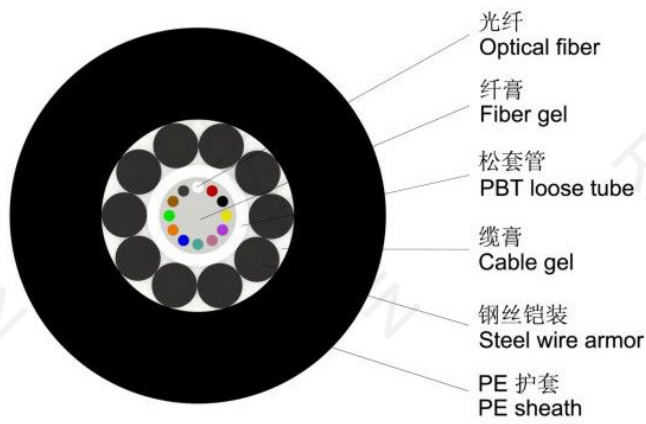 光纤
Optical fiber
纤膏
Fiber gel
松套管
PBT loose tube
缆膏
Cable gel
钢丝铠装
Steel wire armor
PE 护套
PE sheath